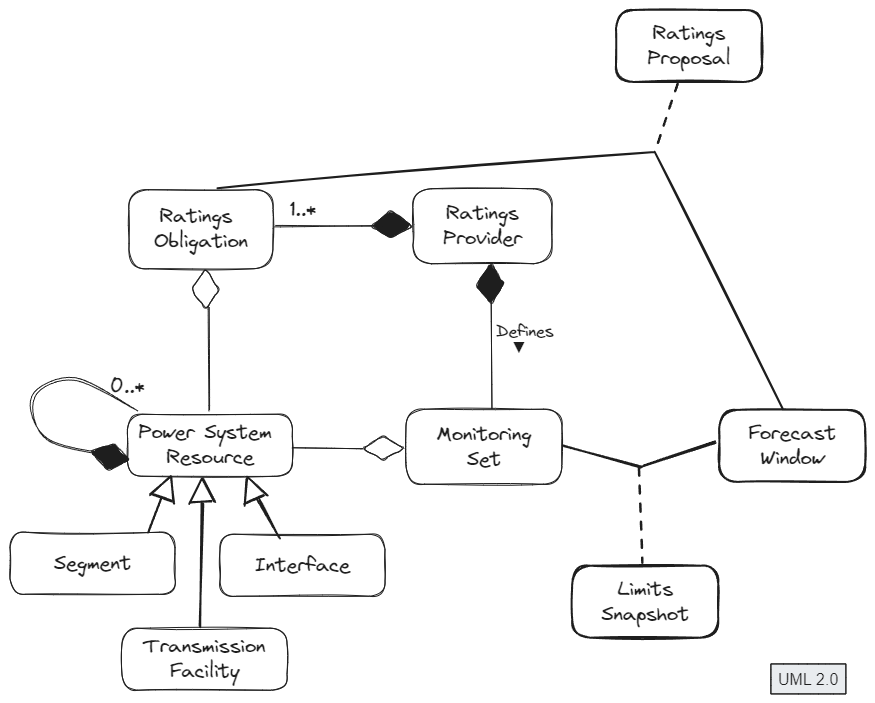 Ratings
Proposal
Ratings
Obligation
1..*
Ratings
Provider
Defines
0..*
Power System
Resource
Monitoring
Set
Forecast
Window
Segment
Interface
Limits
Snapshot
Transmission
Facility
UML 2.0